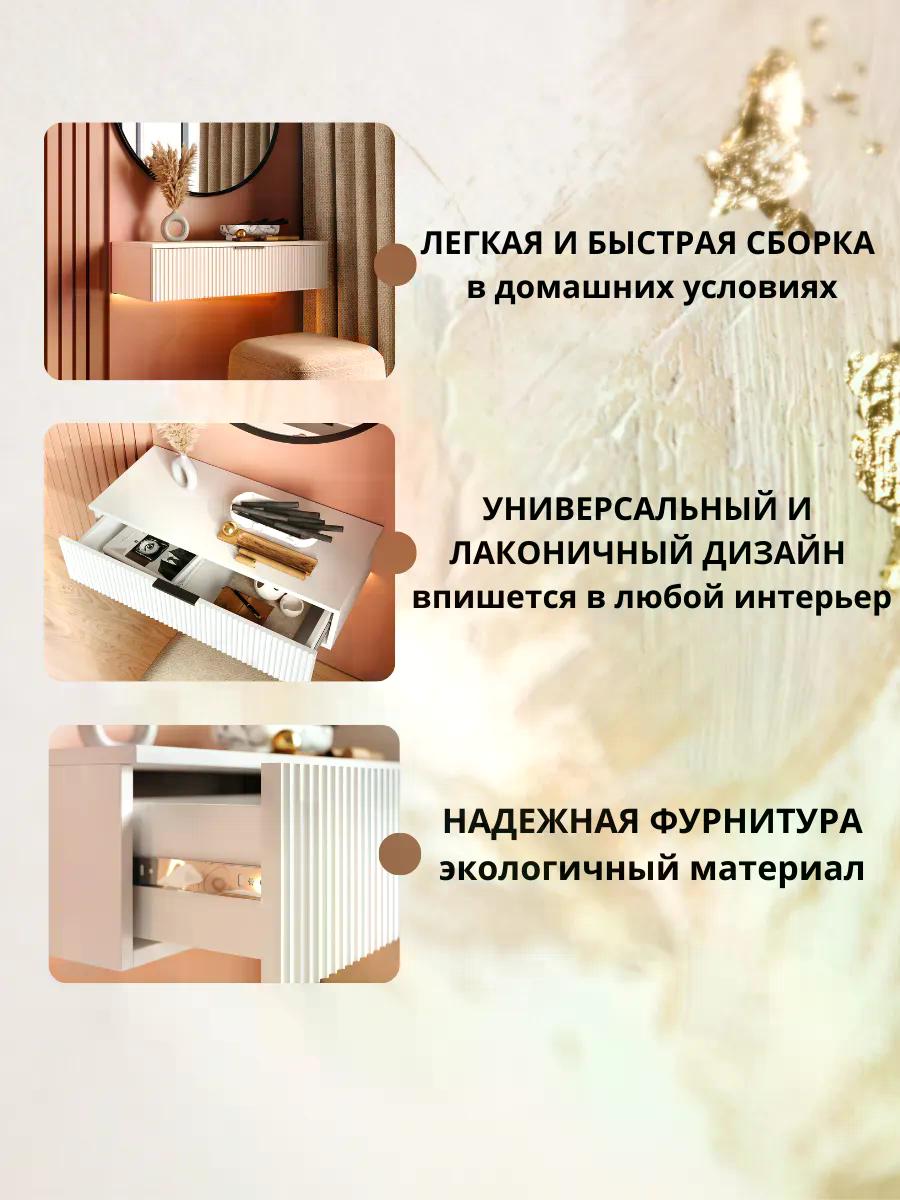 ЛЕГКАЯ И БЫСТРАЯ СБОРКА
в домашних условиях
УНИВЕРСАЛЬНЫЙ И
ЛАКОНИЧНЫЙ ДИЗАЙН
впишется в любой интерьер
НАДЕЖНАЯ ФУРНИТУРА
экологичный материал